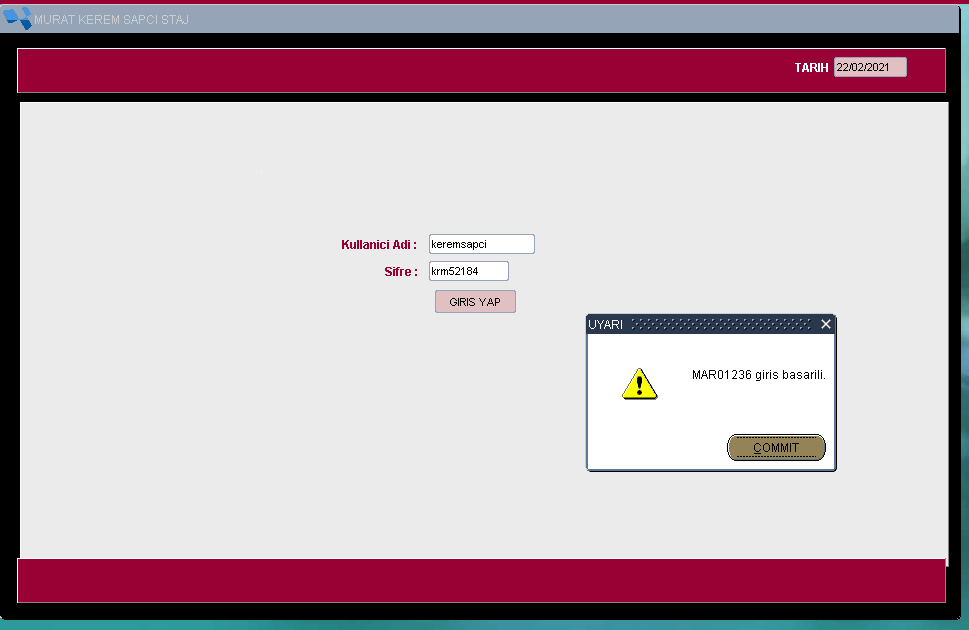 MURAT KEREM SAPCI STAJ
TARIH 22/02/2021
Kullanici Adi : keremsapci
Sifre : krm52184
GIRIS YAP
UYARI
MAR01236 giris basarili.
COMMIT